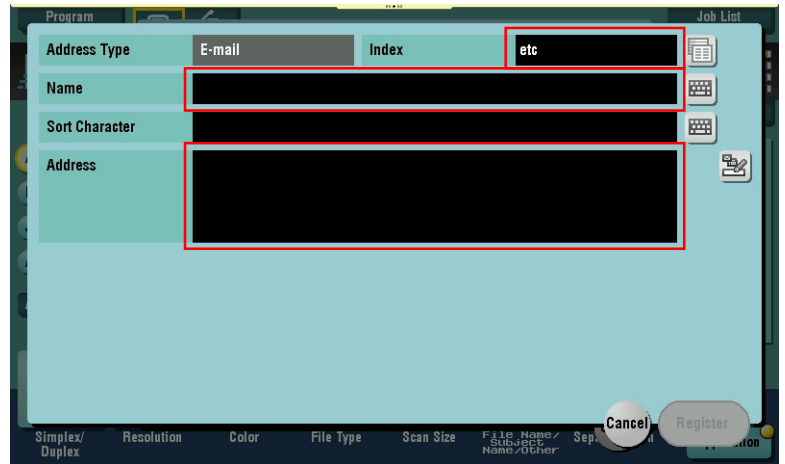 Program
Job List
Address Type
E-mail
Index
etc
Name
Sort Character
Address
Cancel
Register
Simplex/
Duplex
Resolution
Color
File Type
Scan Size
File Name/
Subject
Name/Other